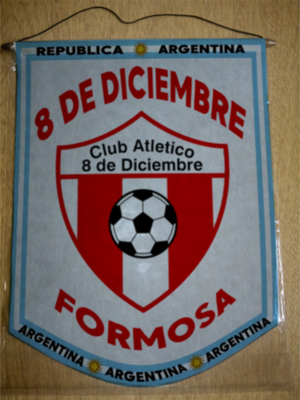 REPUBLICA ARGENTINA
8 DE DICIEMBRE
Club Atletico
8 de Diciembre
FORMOSA
ARGENTINA ARGENTINA ARGENTINA